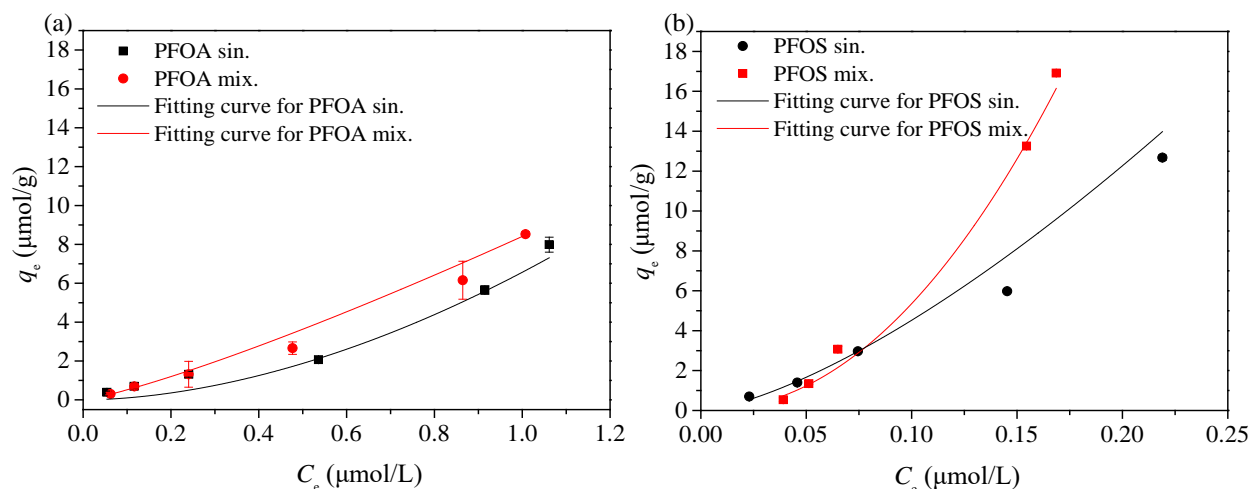 (a)
18
16
14
12
10
8
6
4
2
0
qe (μmol/g)
PFOA sin.
PFOA mix.
Fitting curve for PFOA sin.
Fitting curve for PFOA mix.
0.0 0.2 0.4 0.6 0.8 1.0 1.2
Ce (μmol/L)
(b)
18
16
14
12
10
8
6
4
2
0
qe (μmol/g)
PFOS sin.
PFOS mix.
Fitting curve for PFOS sin.
Fitting curve for PFOS mix.
0.00 0.05 0.10 0.15 0.20 0.25
Ce (μmol/L)